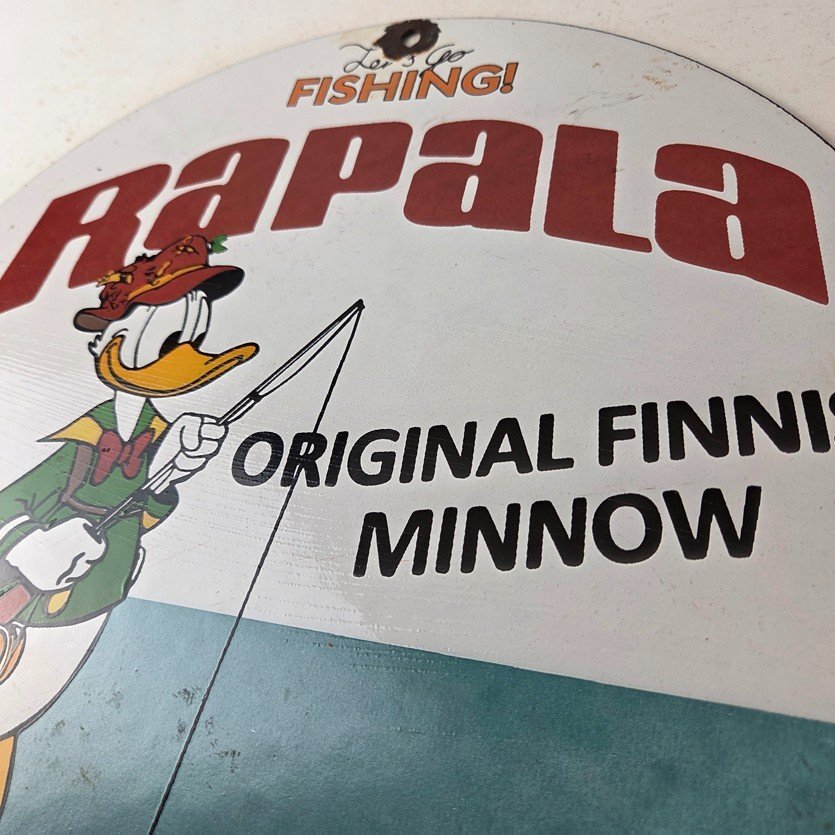 Let's Go
FISHING!
RAPALA
ORIGINAL FINNIS
MINNOW